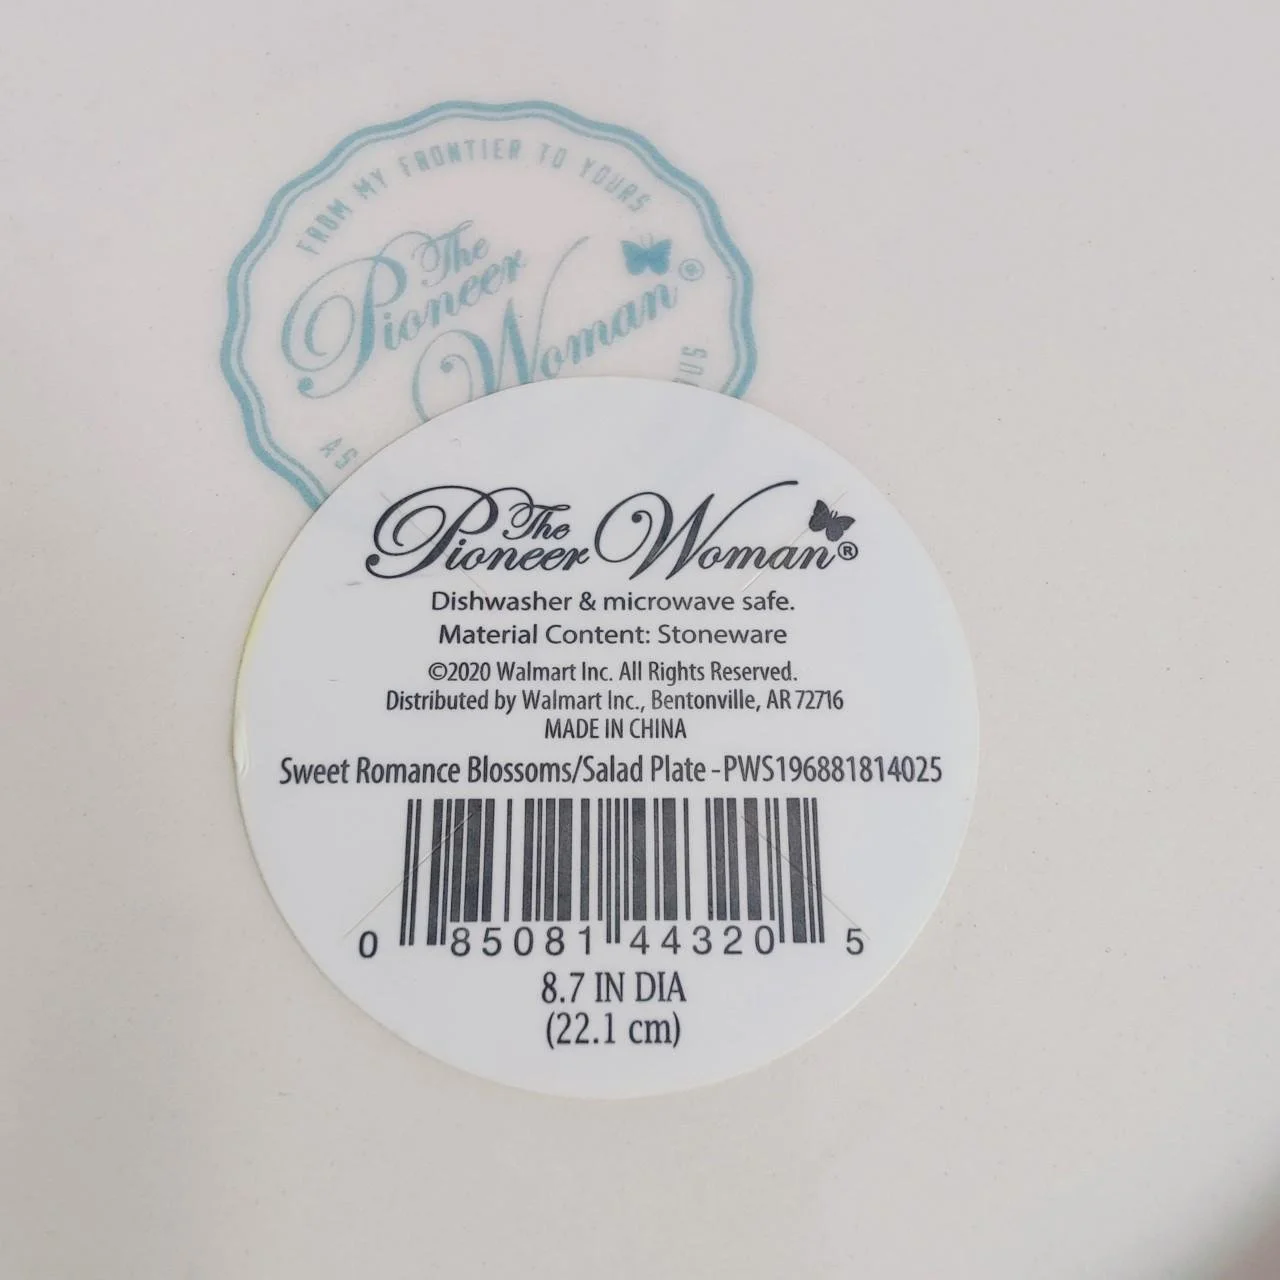 FROM MY FRONTIER TO YOURS
The
Pioneer
Woman®
The
Pioneer Woman®
Dishwasher & microwave safe.
Material Content: Stoneware
©2020 Walmart Inc. All Rights Reserved.
Distributed by Walmart Inc., Bentonville, AR 72716
MADE IN CHINA
Sweet Romance Blossoms/Salad Plate -PWS196881814025
0 85081 44320 5
8.7 IN DIA
(22.1 cm)